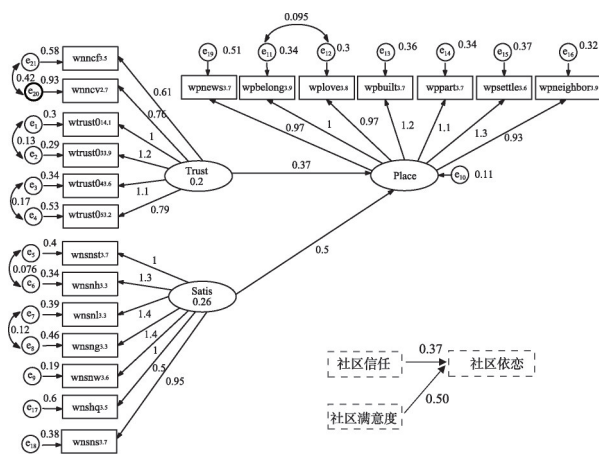 0.095
e21 0.58 wnncf3.5
0.42
e20 0.93 wnncv2.7
e1 0.3 wtrust014.1
0.13
e2 0.29 wtrust033.9
e3 0.34 wtrust043.6
0.17
e4 0.53 wtrust053.2
0.61
0.76
1
1.2
1.1
0.79
Trust
0.2
e19 0.51 e11 0.34 e12 0.3 e13 0.36 e14 0.34 e15 0.37 e16 0.32
wpnews3.7 wpbelong3.9 wplove3.8 wpbuilt3.7 wppart3.7 wpsettle3.6 wpneighbor3.9
0.97 1 0.97 1.2 1.1 1.3 0.93
0.37
Place
e10 0.11
0.5
e5 0.4 wnsnst3.7
0.076
e6 0.34 wnsnh3.3
e7 0.39 wnsnl3.3
0.12
e8 0.46 wnsng3.3
e9 0.19 wnsnw3.6
e17 0.6 wnshq3.5
e18 0.38 wnsns3.7
1
1.3
1.4
1.4
1
0.5
0.95
Satis
0.26
社区信任 0.37 社区依恋
社区满意度 0.50